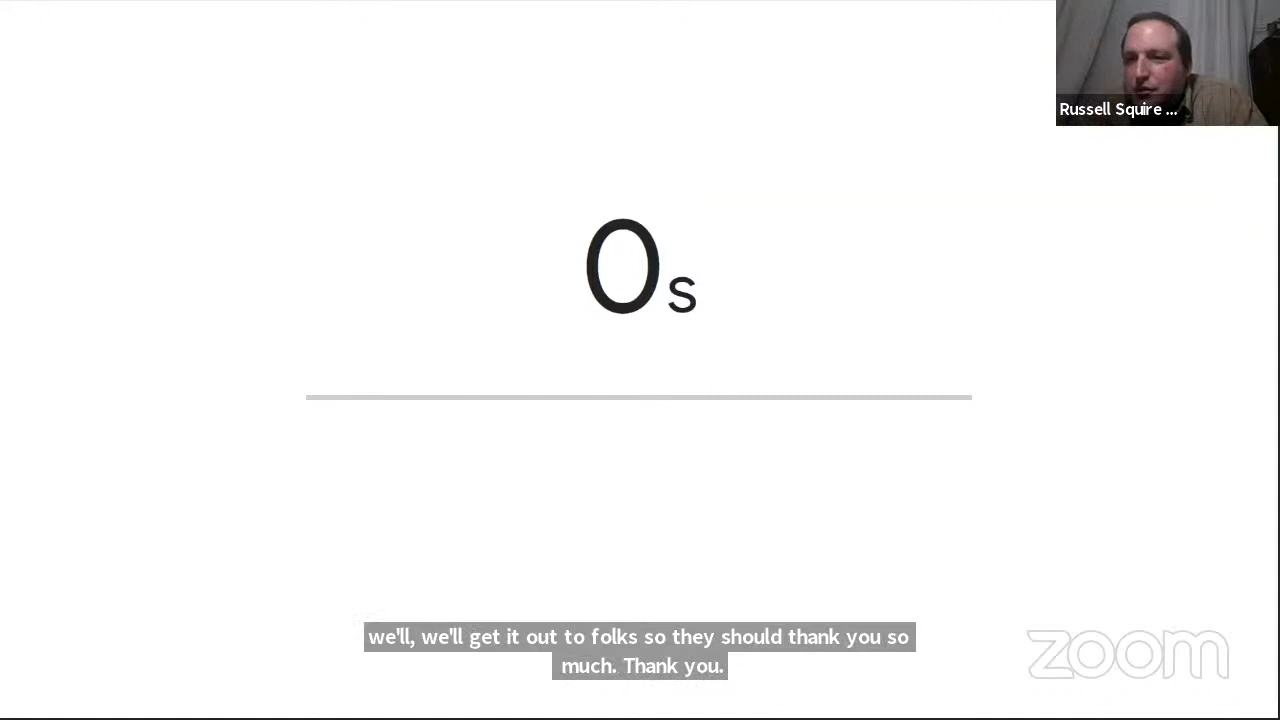 Russell Squire ...
0s
we'll, we'll get it out to folks so they should thank you so
much. Thank you.
zoom